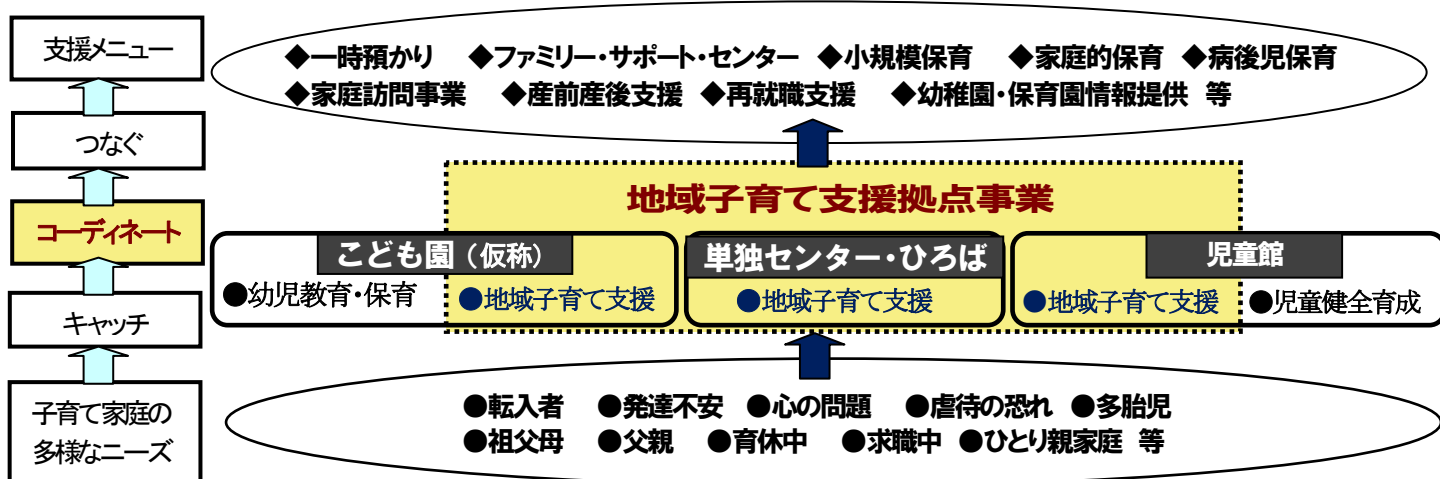 支援メニュー
つなぐ
コーディネート
キャッチ
子育て家庭の
多様なニーズ
◆一時預かり ◆ファミリー・サポート・センター ◆小規模保育 ◆家庭的保育 ◆病後児保育
◆家庭訪問事業 ◆産前産後支援 ◆再就職支援 ◆幼稚園・保育園情報提供 等
地域子育て支援拠点事業
こども園（仮称）
●幼児教育・保育 ●地域子育て支援
単独センター・ひろば
●地域子育て支援
児童館
●地域子育て支援 ●児童健全育成
●転入者 ●発達不安 ●心の問題 ●虐待の恐れ ●多胎児
●祖父母 ●父親 ●育休中 ●求職中 ●ひとり親家庭 等